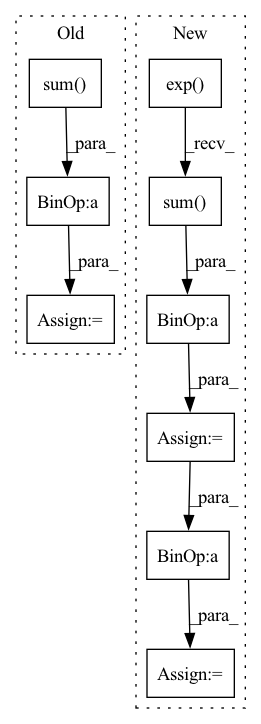 Old
sum()
_para_
BinOp:a
_para_
Assign:=
New
exp()
_recv_
sum()
_para_
BinOp:a
_para_
Assign:=
_para_
BinOp:a
_para_
Assign:=